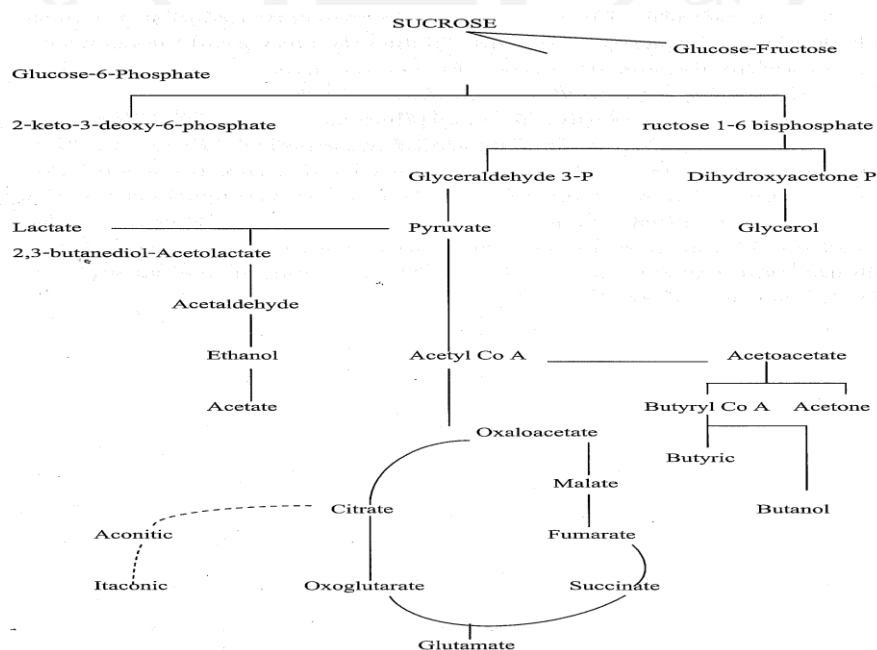 SUCROSE
Glucose-Fructose
Glucose-6-Phosphate
2-keto-3-deoxy-6-phosphate
ructose 1-6 bisphosphate
Glyceraldehyde 3-P
Dihydroxyacetone P
Lactate
Pyruvate
Glycerol
2,3-butanediol-Acetolactate
Acetaldehyde
Ethanol
Acetyl Co A
Acetoacetate
Acetate
Butyryl Co A
Acetone
Oxaloacetate
Butyric
Malate
Citrate
Butanol
Aconitic
Fumarate
Itaconic
Oxoglutarate
Succinate
Glutamate